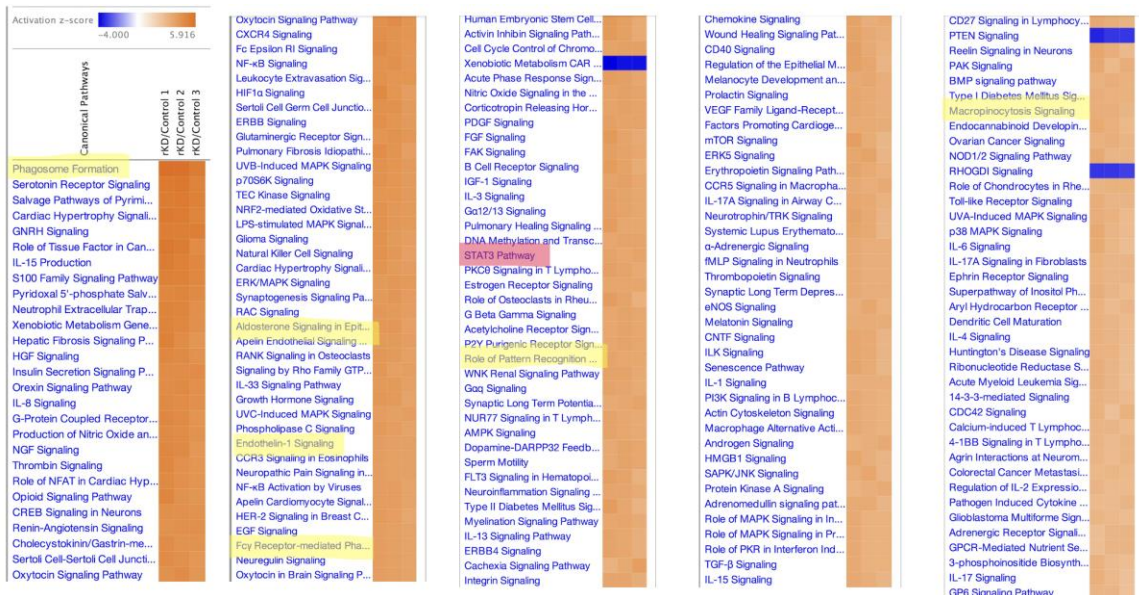 Activation z-score
-4.000 5.916
Canonical Pathways
rKD/Control 1
rKD/Control 2
rKD/Control 3
Phagosome Formation
Serotonin Receptor Signaling
Salvage Pathways of Pyrimi...
Cardiac Hypertrophy Signali...
GNRH Signaling
Role of Tissue Factor in Can...
IL-15 Production
S100 Family Signaling Pathway
Pyridoxal 5'-phosphate Salv...
Neutrophil Extracellular Trap...
Xenobiotic Metabolism Gene...
Hepatic Fibrosis Signaling P...
HGF Signaling
Insulin Secretion Signaling P...
Orexin Signaling Pathway
IL-8 Signaling
G-Protein Coupled Receptor...
Production of Nitric Oxide an...
NGF Signaling
Thrombin Signaling
Role of NFAT in Cardiac Hyp...
Opioid Signaling Pathway
CREB Signaling in Neurons
Renin-Angiotensin Signaling
Cholecystokinin/Gastrin-me...
Sertoli Cell-Sertoli Cell Juncti...
Oxytocin Signaling Pathway
Oxytocin Signaling Pathway
CXCR4 Signaling
Fc Epsilon RI Signaling
NF-κB Signaling
Leukocyte Extravasation Sig...
HIF1α Signaling
Sertoli Cell Germ Cell Junctio...
ERBB Signaling
Glutaminergic Receptor Sign...
Pulmonary Fibrosis Idiopathi...
UVB-Induced MAPK Signaling
p70S6K Signaling
TEC Kinase Signaling
NRF2-mediated Oxidative St...
LPS-stimulated MAPK Signal...
Glioma Signaling
Natural Killer Cell Signaling
Cardiac Hypertrophy Signali...
ERK/MAPK Signaling
Synaptogenesis Signaling Pa...
RAC Signaling
Aldosterone Signaling in Epit...
Apelin Endothelial Signaling ...
RANK Signaling in Osteoclasts
Signaling by Rho Family GTP...
IL-33 Signaling Pathway
Growth Hormone Signaling
UVC-Induced MAPK Signaling
Phospholipase C Signaling
Endothelin-1 Signaling
CCR3 Signaling in Eosinophils
Neuropathic Pain Signaling in...
NF-κB Activation by Viruses
Apelin Cardiomyocyte Signal...
HER-2 Signaling in Breast C...
EGF Signaling
Fcγ Receptor-mediated Pha...
Neuregulin Signaling
Oxytocin in Brain Signaling P...
Human Embryonic Stem Cell...
Activin Inhibin Signaling Path...
Cell Cycle Control of Chromo...
Xenobiotic Metabolism CAR ...
Acute Phase Response Sign...
Nitric Oxide Signaling in the ...
Corticotropin Releasing Hor...
PDGF Signaling
FGF Signaling
FAK Signaling
B Cell Receptor Signaling
IGF-1 Signaling
IL-3 Signaling
Gα12/13 Signaling
Pulmonary Healing Signaling ...
DNA Methylation and Transc...
STAT3 Pathway
PKCθ Signaling in T Lympho...
Estrogen Receptor Signaling
Role of Osteoclasts in Rheu...
G Beta Gamma Signaling
Acetylcholine Receptor Sign...
P2Y Purigenic Receptor Sign...
Role of Pattern Recognition ...
WNK Renal Signaling Pathway
Gαq Signaling
Synaptic Long Term Potentia...
NUR77 Signaling in T Lymph...
AMPK Signaling
Dopamine-DARPP32 Feedb...
Sperm Motility
FLT3 Signaling in Hematopoi...
Neuroinflammation Signaling ...
Type II Diabetes Mellitus Sig...
Myelination Signaling Pathway
IL-13 Signaling Pathway
ERBB4 Signaling
Cachexia Signaling Pathway
Integrin Signaling
Chemokine Signaling
Wound Healing Signaling Pat...
CD40 Signaling
Regulation of the Epithelial M...
Melanocyte Development an...
Prolactin Signaling
VEGF Family Ligand-Recept...
Factors Promoting Cardioge...
mTOR Signaling
ERK5 Signaling
Erythropoietin Signaling Path...
CCR5 Signaling in Macropha...
IL-17A Signaling in Airway C...
Neurotrophin/TRK Signaling
Systemic Lupus Erythemato...
α-Adrenergic Signaling
fMLP Signaling in Neutrophils
Thrombopoietin Signaling
Synaptic Long Term Depres...
eNOS Signaling
Melatonin Signaling
CNTF Signaling
ILK Signaling
Senescence Pathway
IL-1 Signaling
PI3K Signaling in B Lymphoc...
Actin Cytoskeleton Signaling
Macrophage Alternative Acti...
Androgen Signaling
HMGB1 Signaling
SAPK/JNK Signaling
Protein Kinase A Signaling
Adrenomedullin signaling pat...
Role of MAPK Signaling in In...
Role of MAPK Signaling in Pr...
Role of PKR in Interferon Ind...
TGF-β Signaling
IL-15 Signaling
CD27 Signaling in Lymphocy...
PTEN Signaling
Reelin Signaling in Neurons
PAK Signaling
BMP signaling pathway
Type I Diabetes Mellitus Sig...
Macropinocytosis Signaling
Endocannabinoid Developin...
Ovarian Cancer Signaling
NOD1/2 Signaling Pathway
RHOGDI Signaling
Role of Chondrocytes in Rhe...
Toll-like Receptor Signaling
UVA-Induced MAPK Signaling
p38 MAPK Signaling
IL-6 Signaling
IL-17A Signaling in Fibroblasts
Ephrin Receptor Signaling
Superpathway of Inositol Ph...
Aryl Hydrocarbon Receptor ...
Dendritic Cell Maturation
IL-4 Signaling
Huntington's Disease Signaling
Ribonucleotide Reductase S...
Acute Myeloid Leukemia Sig...
14-3-3-mediated Signaling
CDC42 Signaling
Calcium-induced T Lymphoc...
4-1BB Signaling in T Lympho...
Agrin Interactions at Neurom...
Colorectal Cancer Metastasi...
Regulation of IL-2 Expressio...
Pathogen Induced Cytokine ...
Glioblastoma Multiforme Sign...
Adrenergic Receptor Signali...
GPCR-Mediated Nutrient Se...
3-phosphoinositide Biosynth...
IL-17 Signaling
GP6 Signaling Pathway